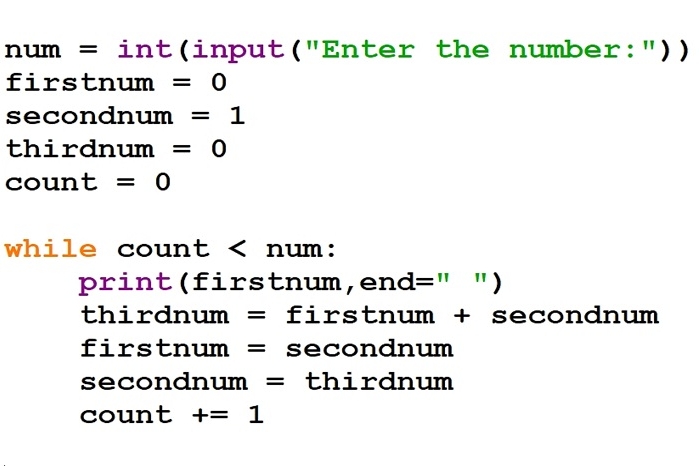 num = int(input("Enter the number:"))
firstnum = 0
secondnum = 1
thirdnum = 0
count = 0
while count < num:
    print(firstnum,end=" ")
    thirdnum = firstnum + secondnum
    firstnum = secondnum
    secondnum = thirdnum
    count += 1